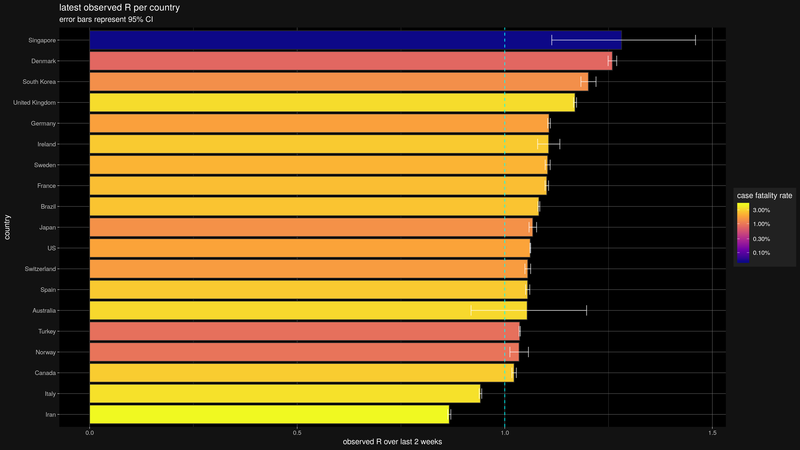 latest observed R per country
error bars represent 95% CI
Singapore
Denmark
South Korea
United Kingdom
Germany
Ireland
Sweden
France
Brazil
Japan
US
Switzerland
Spain
Australia
Turkey
Norway
Canada
Italy
Iran
country
0.0
0.5
1.0
1.5
observed R over last 2 weeks
case fatality rate
3.00%
1.00%
0.30%
0.10%